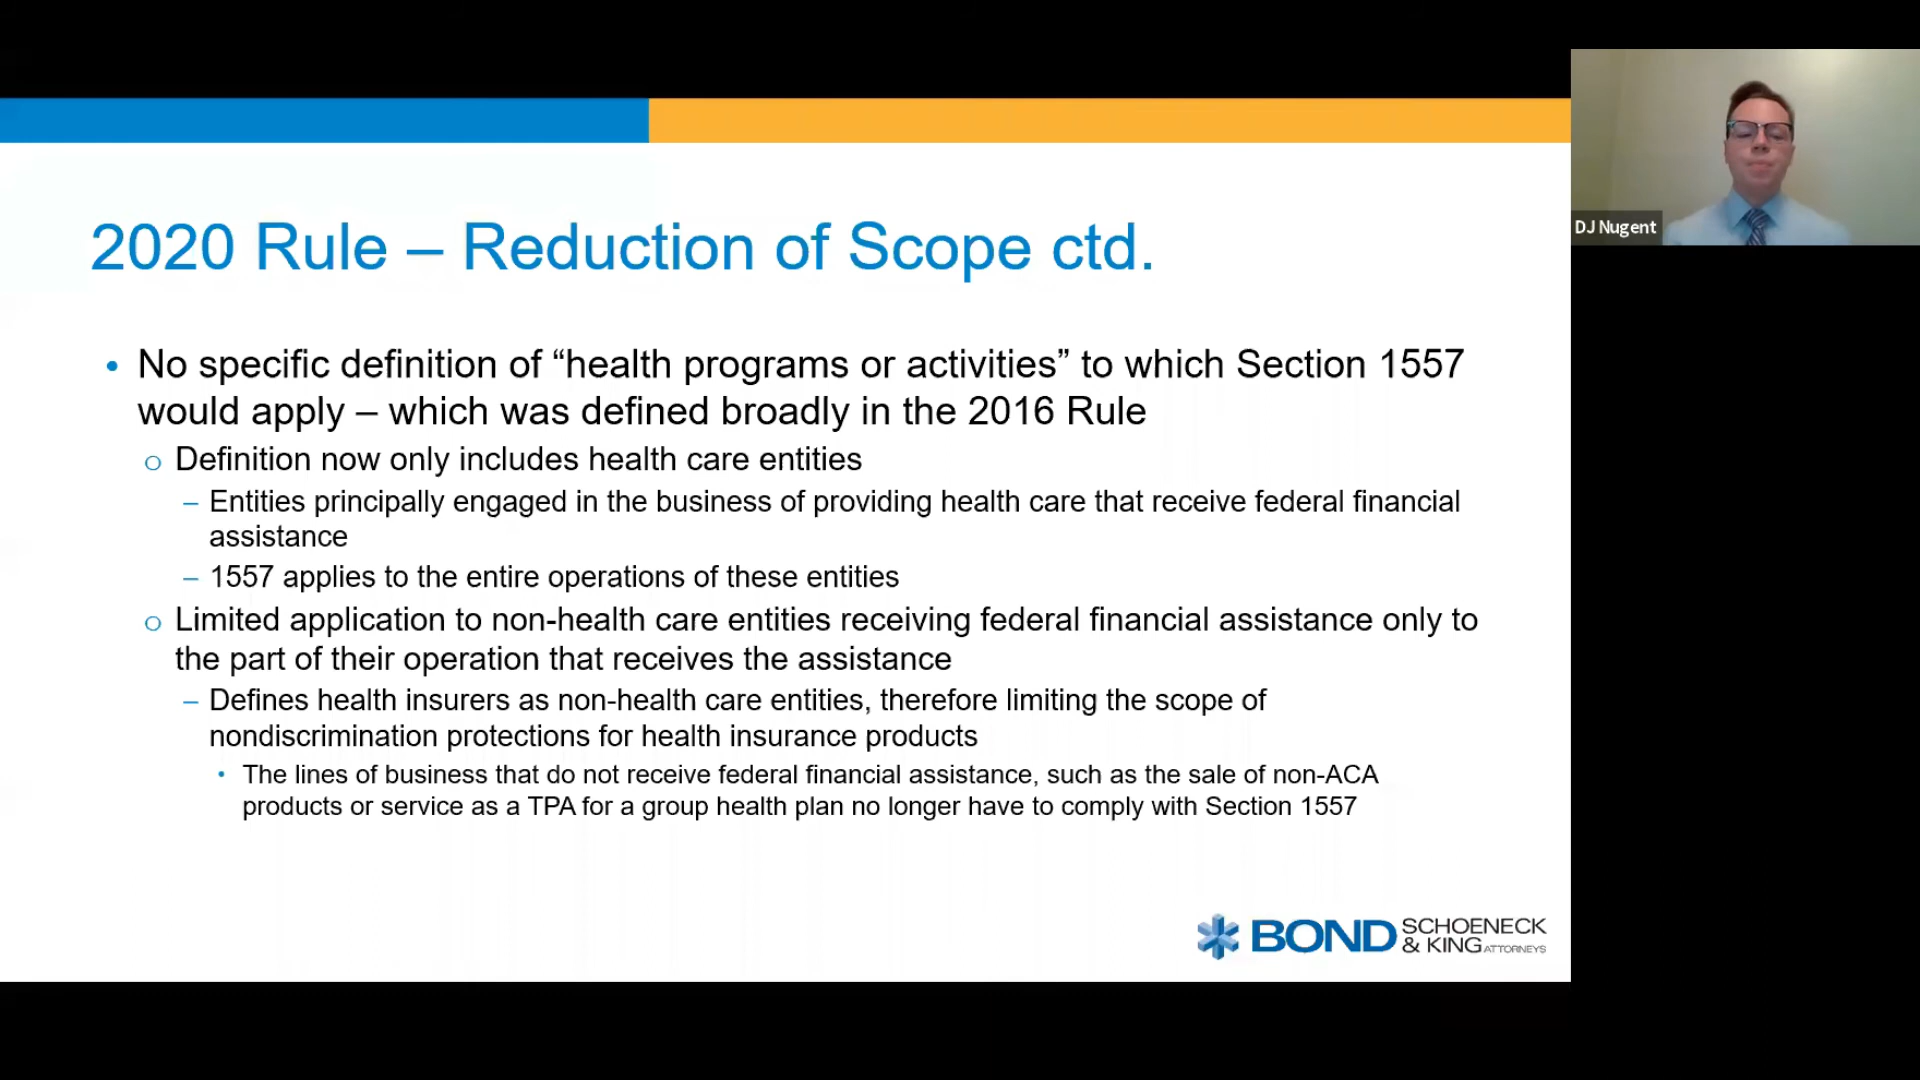 2020 Rule – Reduction of Scope ctd.
• No specific definition of “health programs or activities” to which Section 1557
would apply – which was defined broadly in the 2016 Rule
o Definition now only includes health care entities
– Entities principally engaged in the business of providing health care that receive federal financial
assistance
– 1557 applies to the entire operations of these entities
o Limited application to non-health care entities receiving federal financial assistance only to
the part of their operation that receives the assistance
– Defines health insurers as non-health care entities, therefore limiting the scope of
nondiscrimination protections for health insurance products
• The lines of business that do not receive federal financial assistance, such as the sale of non-ACA
products or service as a TPA for a group health plan no longer have to comply with Section 1557
BOND SCHOENECK
& KING ATTORNEYS
DJ Nugent